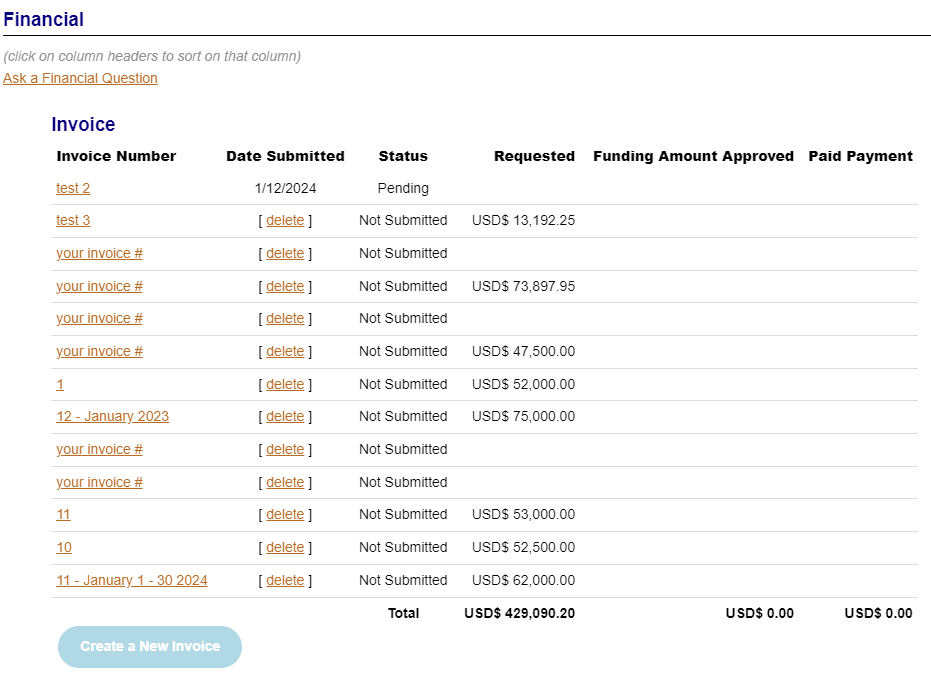 Financial
(click on column headers to sort on that column)
Ask a Financial Question
Invoice
Invoice Number Date Submitted Status Requested Funding Amount Approved Paid Payment
test 2 1/12/2024 Pending
test 3 [ delete ] Not Submitted USD$ 13,192.25
your invoice # [ delete ] Not Submitted
your invoice # [ delete ] Not Submitted USD$ 73,897.95
your invoice # [ delete ] Not Submitted
your invoice # [ delete ] Not Submitted USD$ 47,500.00
1 [ delete ] Not Submitted USD$ 52,000.00
12 - January 2023 [ delete ] Not Submitted USD$ 75,000.00
your invoice # [ delete ] Not Submitted
your invoice # [ delete ] Not Submitted
11 [ delete ] Not Submitted USD$ 53,000.00
10 [ delete ] Not Submitted USD$ 52,500.00
11 - January 1 - 30 2024 [ delete ] Not Submitted USD$ 62,000.00
Total USD$ 429,090.20 USD$ 0.00 USD$ 0.00
Create a New Invoice